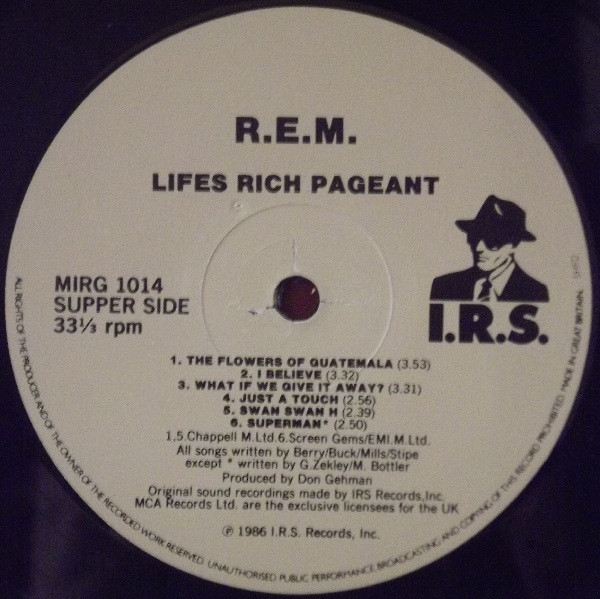 R.E.M.
LIFES RICH PAGEANT
MIRG 1014
SUPPER SIDE
33⅓ rpm
I.R.S.
1. THE FLOWERS OF GUATEMALA (3.53)
2. I BELIEVE (3.32)
3. WHAT IF WE GIVE IT AWAY? (3.31)
4. JUST A TOUCH (2.56)
5. SWAN SWAN H (2.39)
6. SUPERMAN* (2.50)
1,5.Chappell M.Ltd.6.Screen Gems/EMI.M.Ltd.
All songs written by Berry/Buck/Mills/Stipe
except * written by G.Zekley/M. Bottler
Produced by Don Gehman
Original sound recordings made by IRS Records,Inc.
MCA Records Ltd. are the exclusive licensees for the UK
℗ 1986 I.R.S. Records, Inc.
ALL RIGHTS OF THE PRODUCER AND OF THE OWNER OF THE RECORDED WORK RESERVED. UNAUTHORISED PUBLIC PERFORMANCE, BROADCASTING AND COPYING OF THIS RECORD PROHIBITED. MADE IN GREAT BRITAIN.